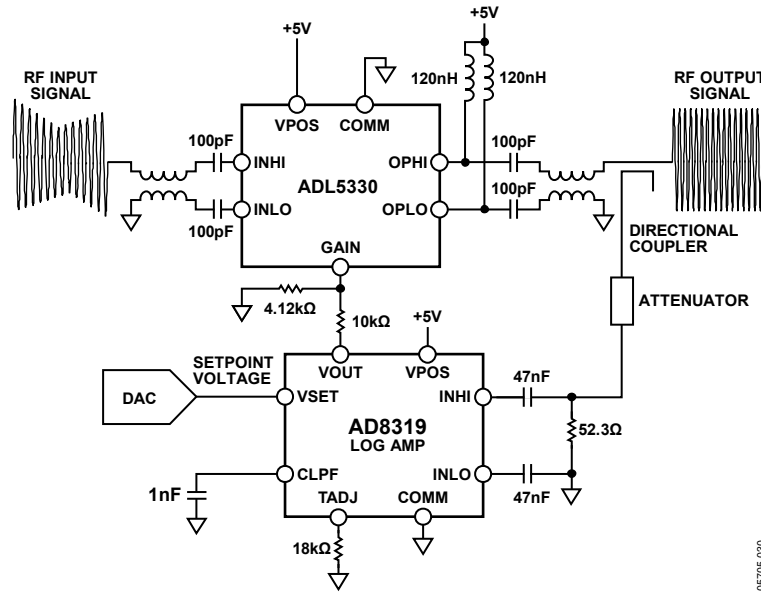 +5V
+5V
RF INPUT
SIGNAL
120nH
120nH
RF OUTPUT
SIGNAL
VPOS
COMM
100pF
100pF
INHI
OPHI
ADL5330
INLO
OPLO
100pF
100pF
GAIN
DIRECTIONAL
COUPLER
4.12kΩ
ATTENUATOR
10kΩ
+5V
SETPOINT
VOLTAGE
VOUT
VPOS
47nF
DAC
VSET
INHI
AD8319
LOG AMP
52.3Ω
CLPF
INLO
1nF
TADJ
COMM
47nF
18kΩ
05705-030